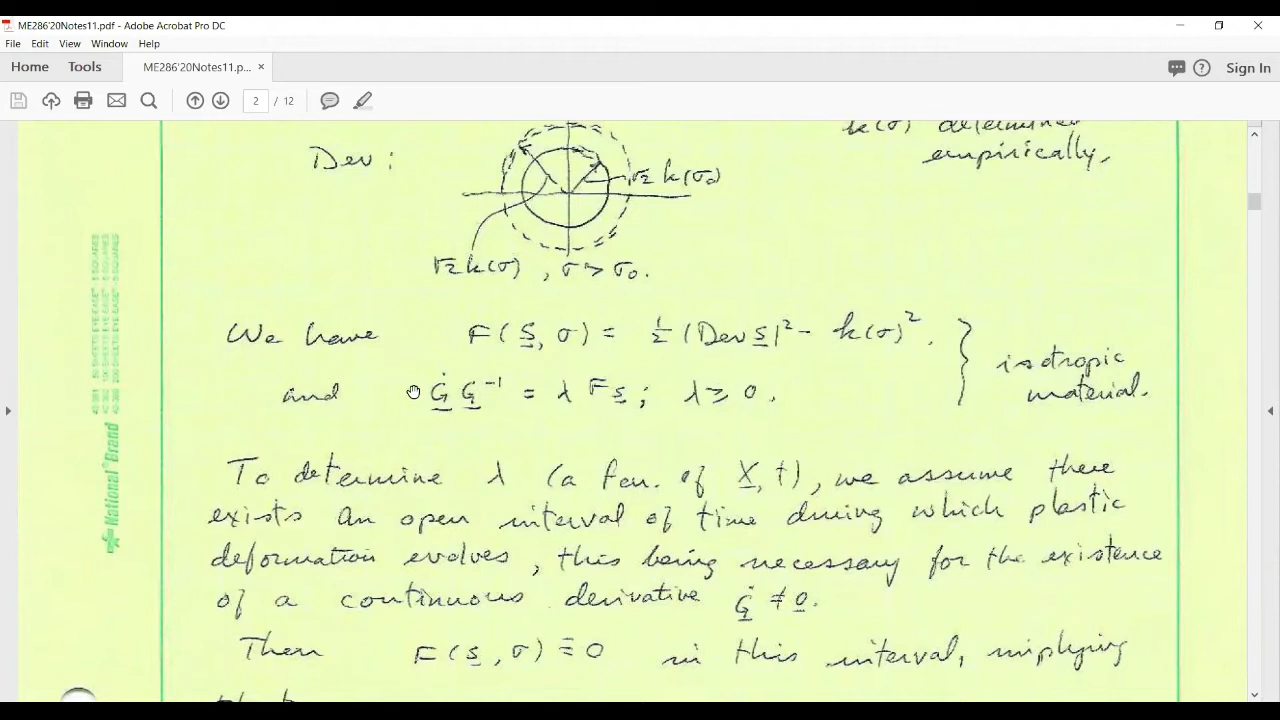 ME286'20Notes11.pdf - Adobe Acrobat Pro DC
File Edit View Window Help
Home Tools ME286'20Notes11.p... × Sign In
2 / 12
k(σ) determined
empirically.
Dev :
√2 k(σ₀)
√2 k(σ) , σ > σ₀.
We have F(S, σ) = ½ |Dev S|² - k(σ)².
and Ġ G⁻¹ = λ F_S ; λ ≥ 0.
isotropic
material.
To determine λ (a fcn. of X, t), we assume there
exists an open interval of time during which plastic
deformation evolves, this being necessary for the existence
of a continuous derivative Ġ ≠ 0.
Then F(S, σ) = 0 in this interval, implying
National Brand